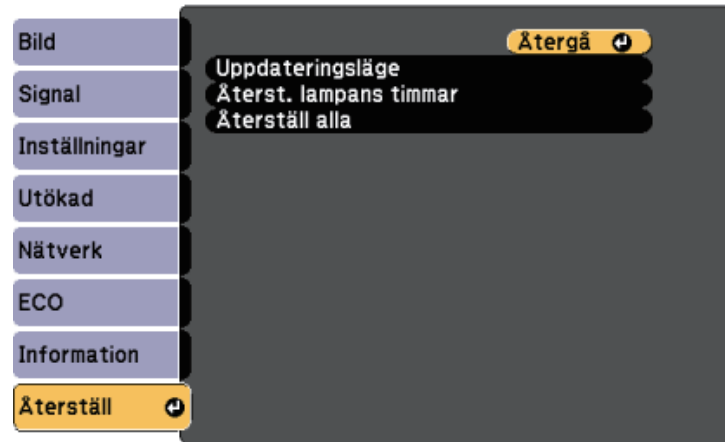 Bild
Signal
Inställningar
Utökad
Nätverk
ECO
Information
Återställ
Återgå
Uppdateringsläge
Återst. lampans timmar
Återställ alla